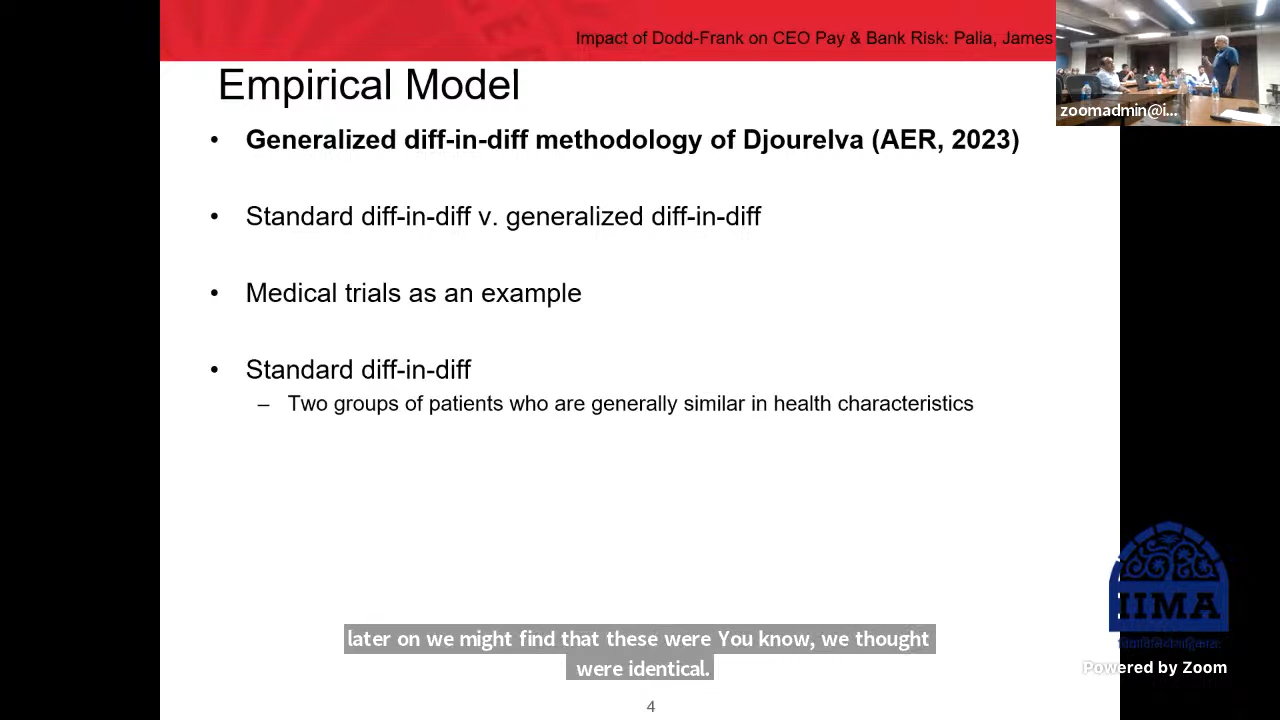 Impact of Dodd-Frank on CEO Pay & Bank Risk: Palia, James
zoomadmin@i...
Empirical Model
• Generalized diff-in-diff methodology of Djourelva (AER, 2023)
• Standard diff-in-diff v. generalized diff-in-diff
• Medical trials as an example
• Standard diff-in-diff
– Two groups of patients who are generally similar in health characteristics
IIMA
Powered by Zoom
later on we might find that these were You know, we thought
were identical.
4